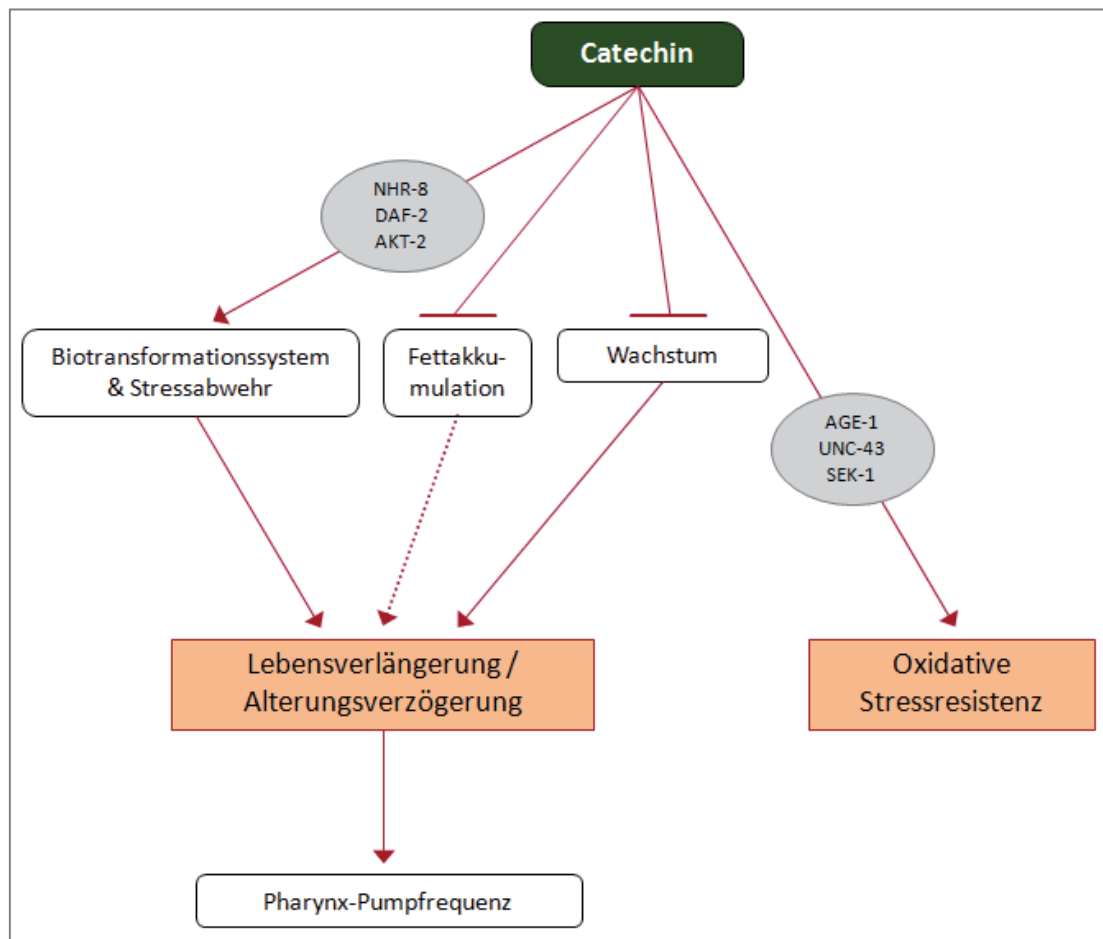 Catechin
NHR-8
DAF-2
AKT-2
Biotransformationssystem
& Stressabwehr
Fettakku-
mulation
Wachstum
AGE-1
UNC-43
SEK-1
Lebensverlängerung /
Alterungsverzögerung
Oxidative
Stressresistenz
Pharynx-Pumpfrequenz